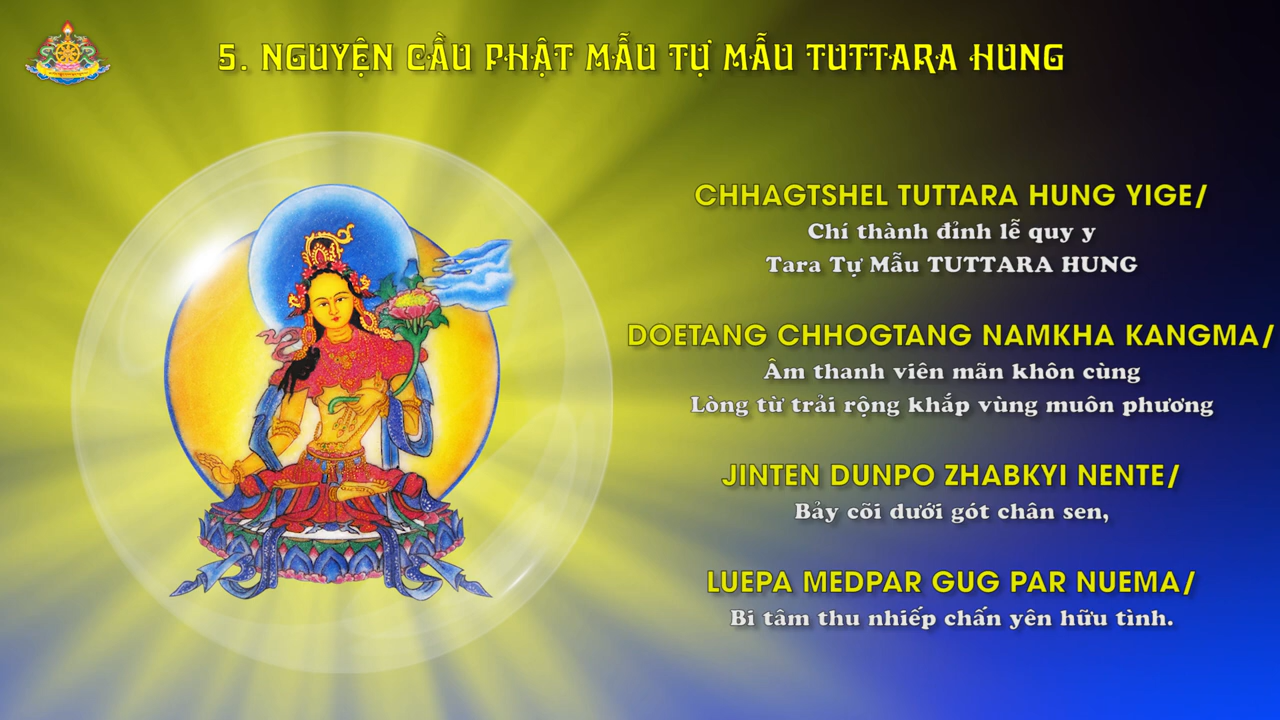 5. NGUYỆN CẦU PHẬT MẪU TỰ MẪU TUTTARA HUNG
CHHAGTSHEL TUTTARA HUNG YIGE/
Chí thành đỉnh lễ quy y
Tara Tự Mẫu TUTTARA HUNG
DOETANG CHHOGTANG NAMKHA KANGMA/
Âm thanh viên mãn khôn cùng
Lòng từ trải rộng khắp vùng muôn phương
JINTEN DUNPO ZHABKYI NENTE/
Bảy cõi dưới gót chân sen,
LUEPA MEDPAR GUG PAR NUEMA/
Bi tâm thu nhiếp chấn yên hữu tình.